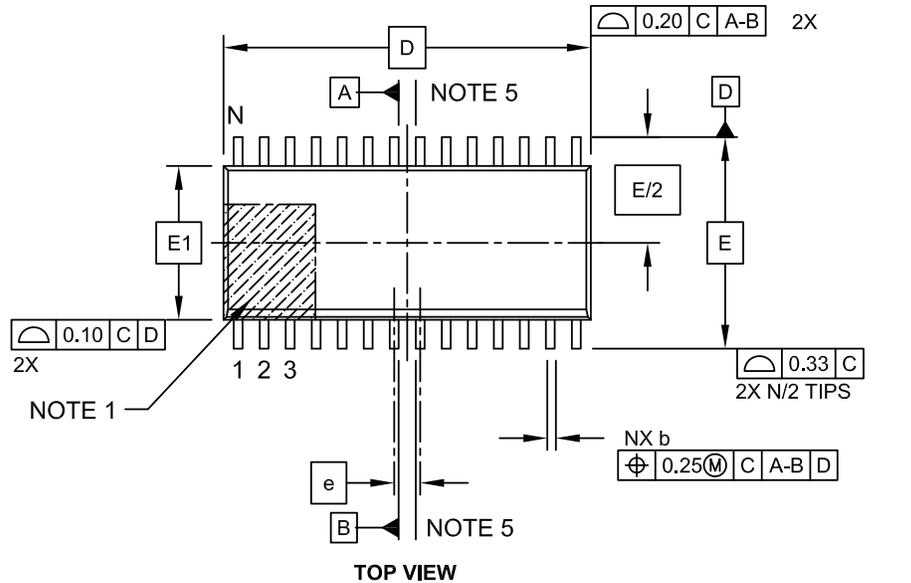 0.20 C A-B 2X
D
A NOTE 5
D
N
E/2
E1
E
0.10 C D
2X
1 2 3
0.33 C
2X N/2 TIPS
NOTE 1
NX b
0.25Ⓜ C A-B D
e
B NOTE 5
TOP VIEW